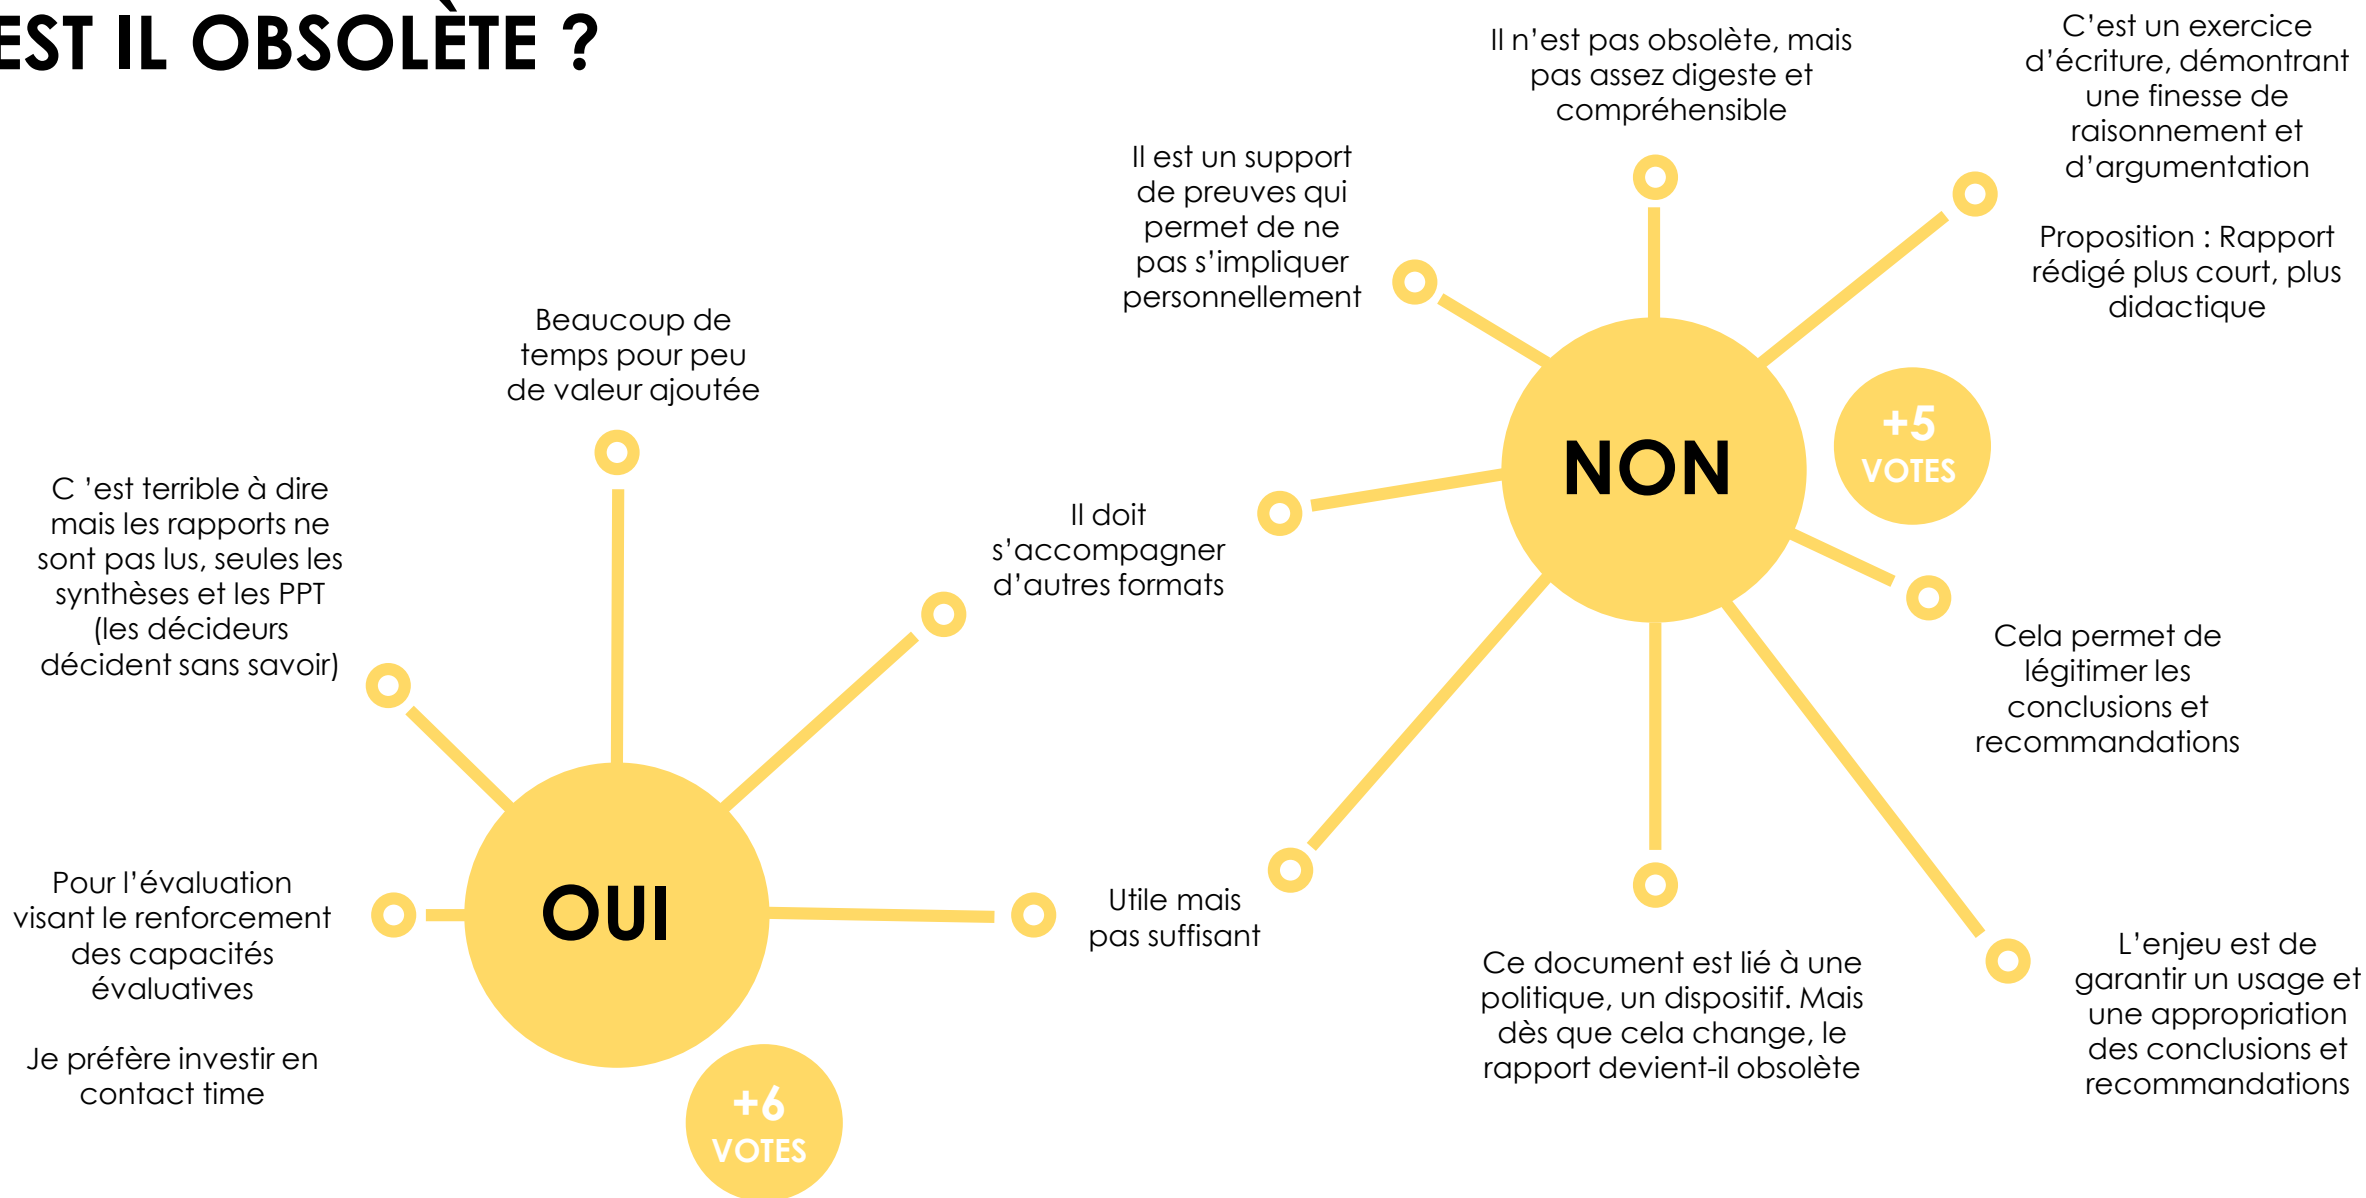 EST IL OBSOLÈTE ?
Il n’est pas obsolète, mais
pas assez digeste et
compréhensible
C’est un exercice
d’écriture, démontrant
une finesse de
raisonnement et
d’argumentation
Proposition : Rapport
rédigé plus court, plus
didactique
Il est un support
de preuves qui
permet de ne
pas s’impliquer
personnellement
Beaucoup de
temps pour peu
de valeur ajoutée
NON
+5
VOTES
C ’est terrible à dire
mais les rapports ne
sont pas lus, seules les
synthèses et les PPT
(les décideurs
décident sans savoir)
Il doit
s’accompagner
d’autres formats
Cela permet de
légitimer les
conclusions et
recommandations
Pour l’évaluation
visant le renforcement
des capacités
évaluatives
Je préfère investir en
contact time
OUI
+6
VOTES
Utile mais
pas suffisant
Ce document est lié à une
politique, un dispositif. Mais
dès que cela change, le
rapport devient-il obsolète
L’enjeu est de
garantir un usage et
une appropriation
des conclusions et
recommandations